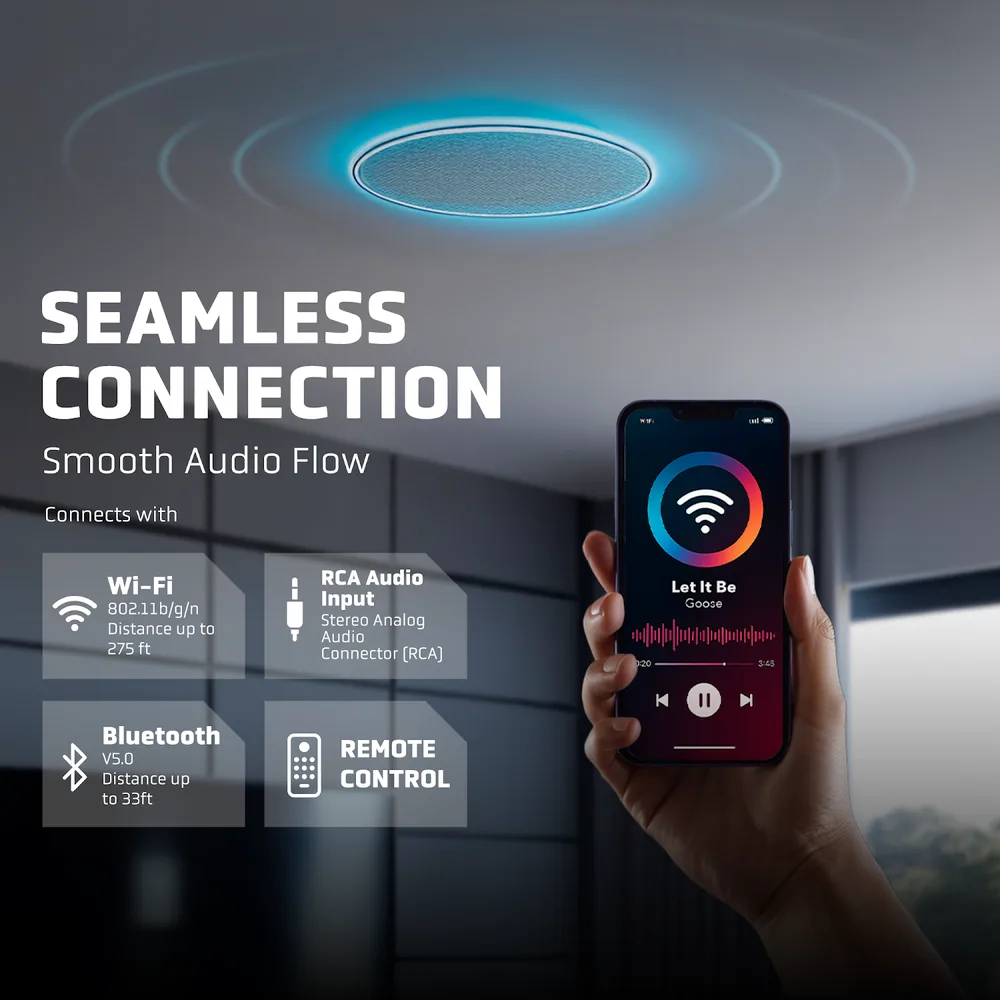 SEAMLESS
CONNECTION
Smooth Audio Flow
Connects with
Wi-Fi
802.11b/g/n
Distance up to
275 ft
RCA Audio
Input
Stereo Analog
Audio
Connector (RCA)
Bluetooth
V5.0
Distance up
to 33ft
REMOTE
CONTROL
Let It Be
Goose
0:20
3:45